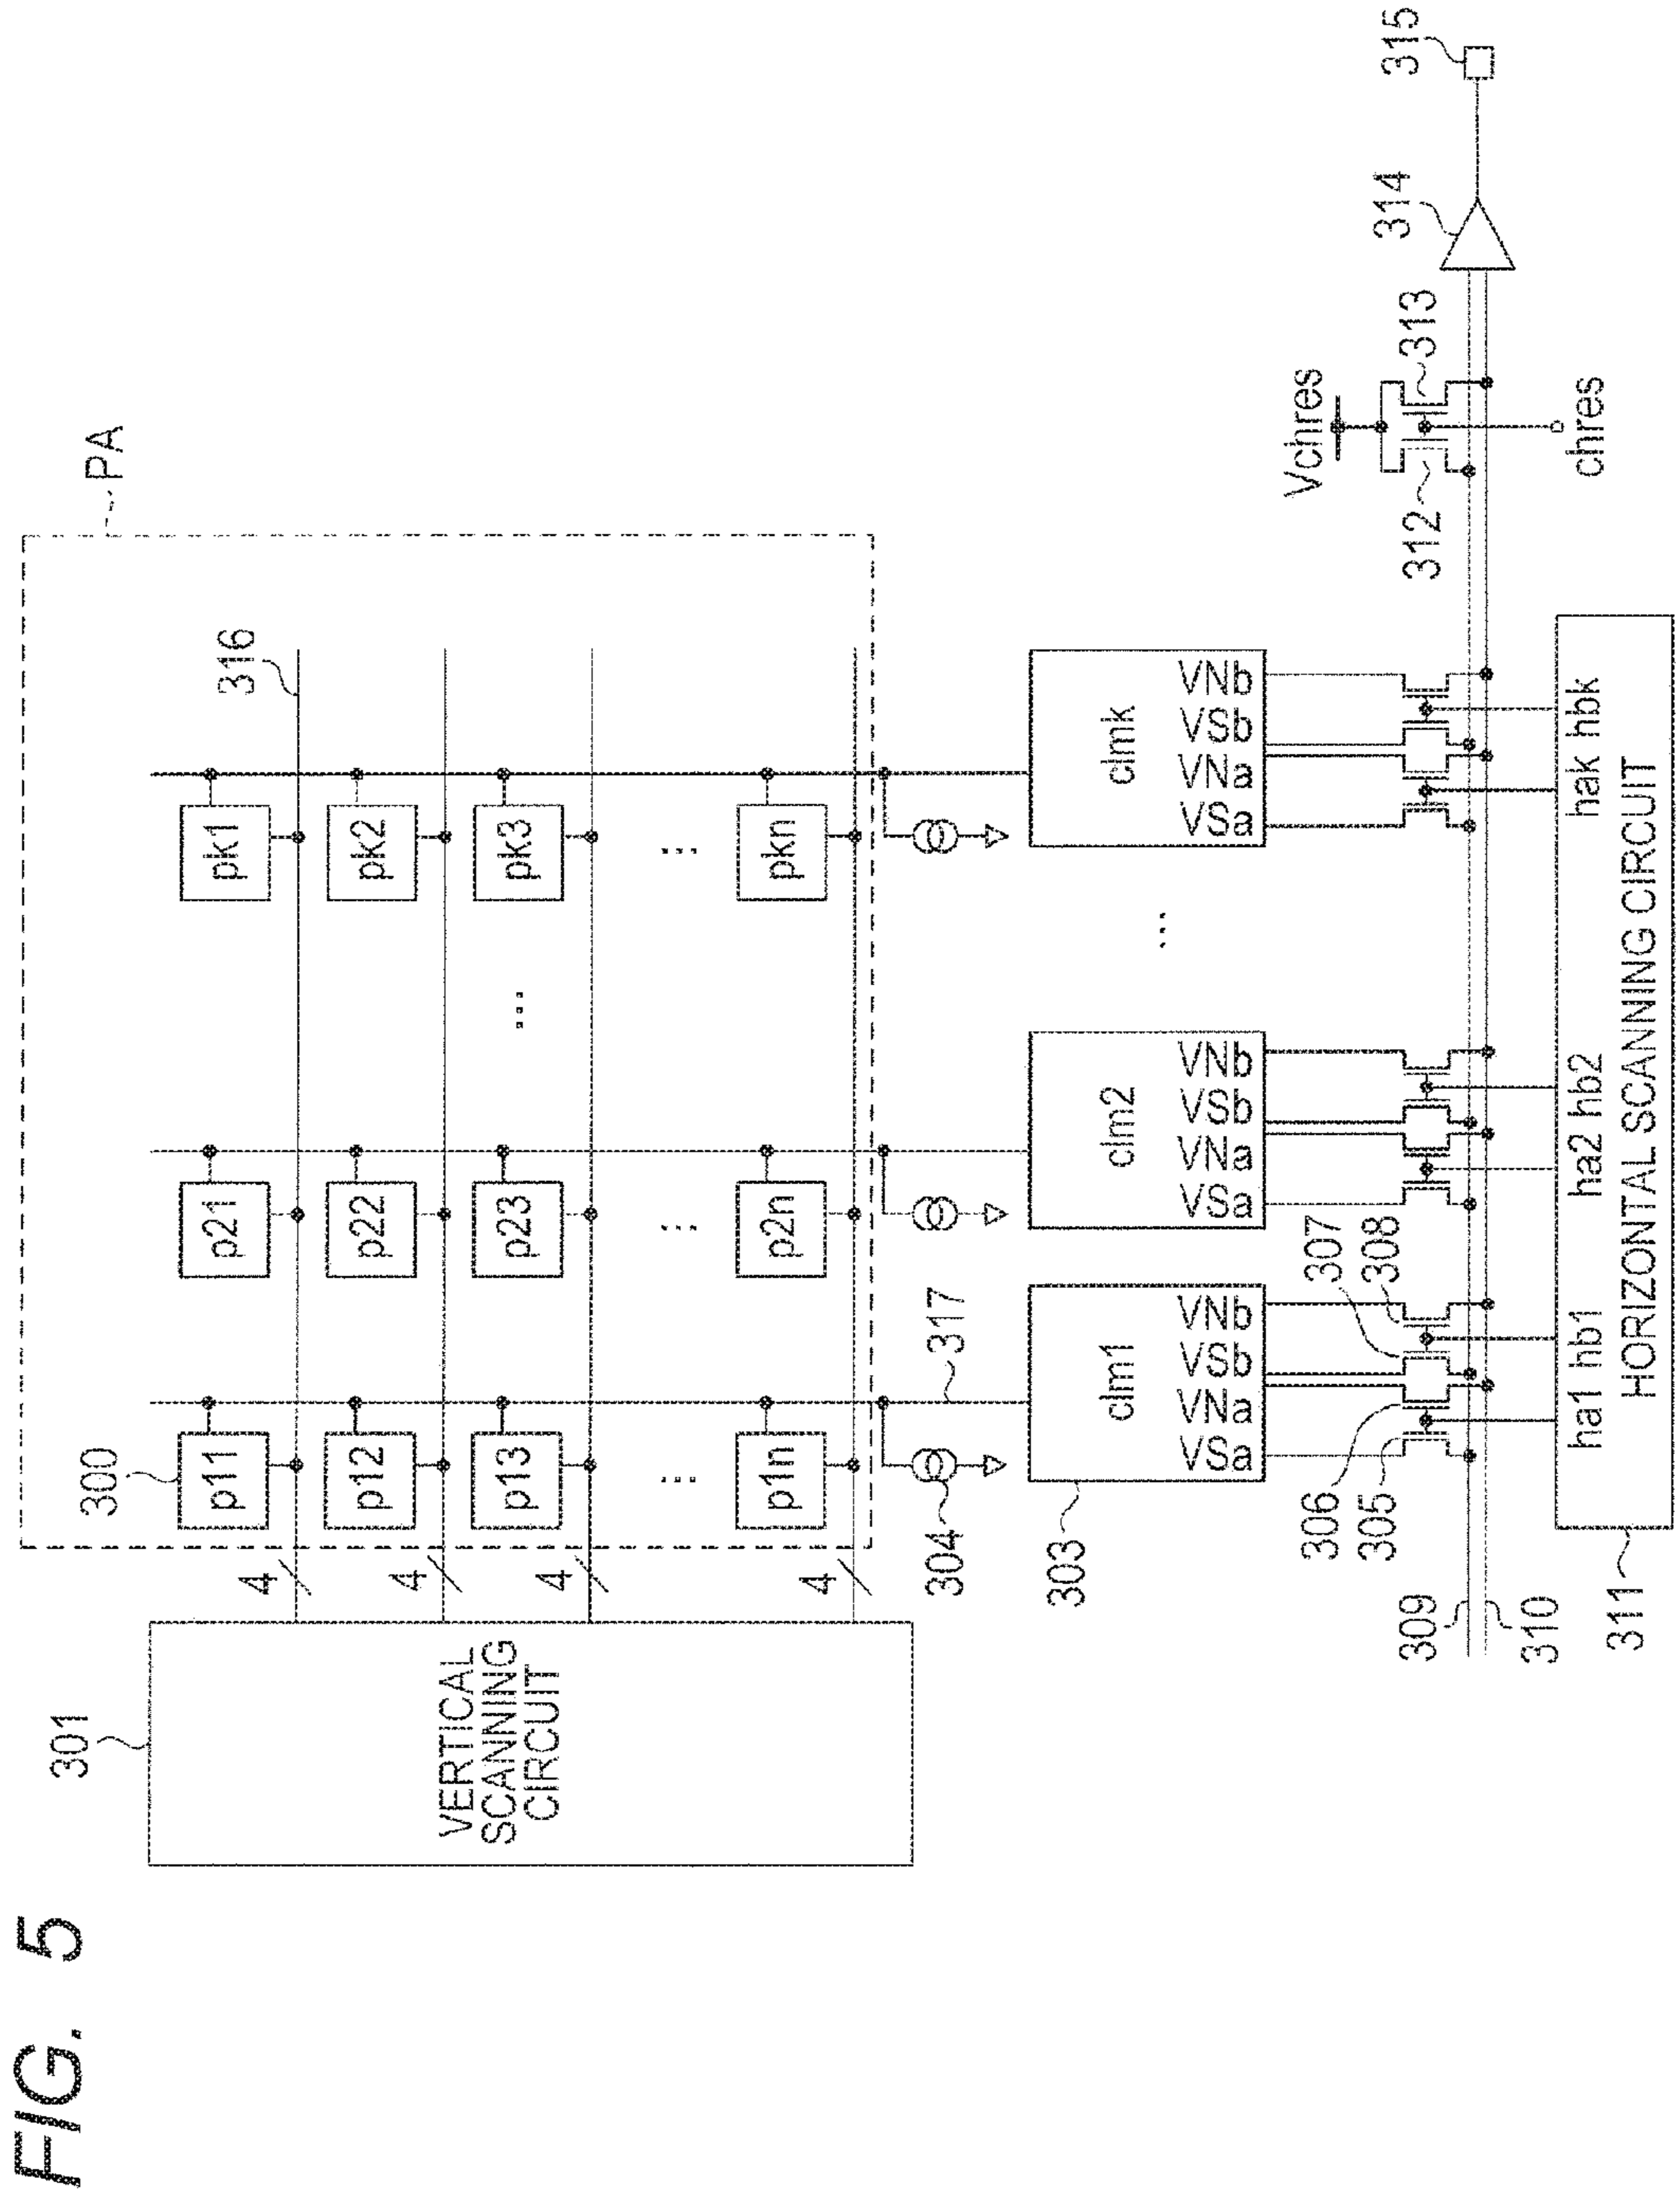 FIG. 5
301
VERTICAL
SCANNING
CIRCUIT
PA
300
316
4
4
4
4
p11
p21
pk1
p12
p22
pk2
p13
p23
...
pk3
...
...
...
p1n
p2n
pkn
304
317
303
clm1
VSa VNa VSb VNb
clm2
VSa VNa VSb VNb
...
clmk
VSa VNa VSb VNb
306
305
307
308
309
310
Vchres
312
313
314
315
chres
ha1 hb1
ha2 hb2
hak hbk
HORIZONTAL SCANNING CIRCUIT
311